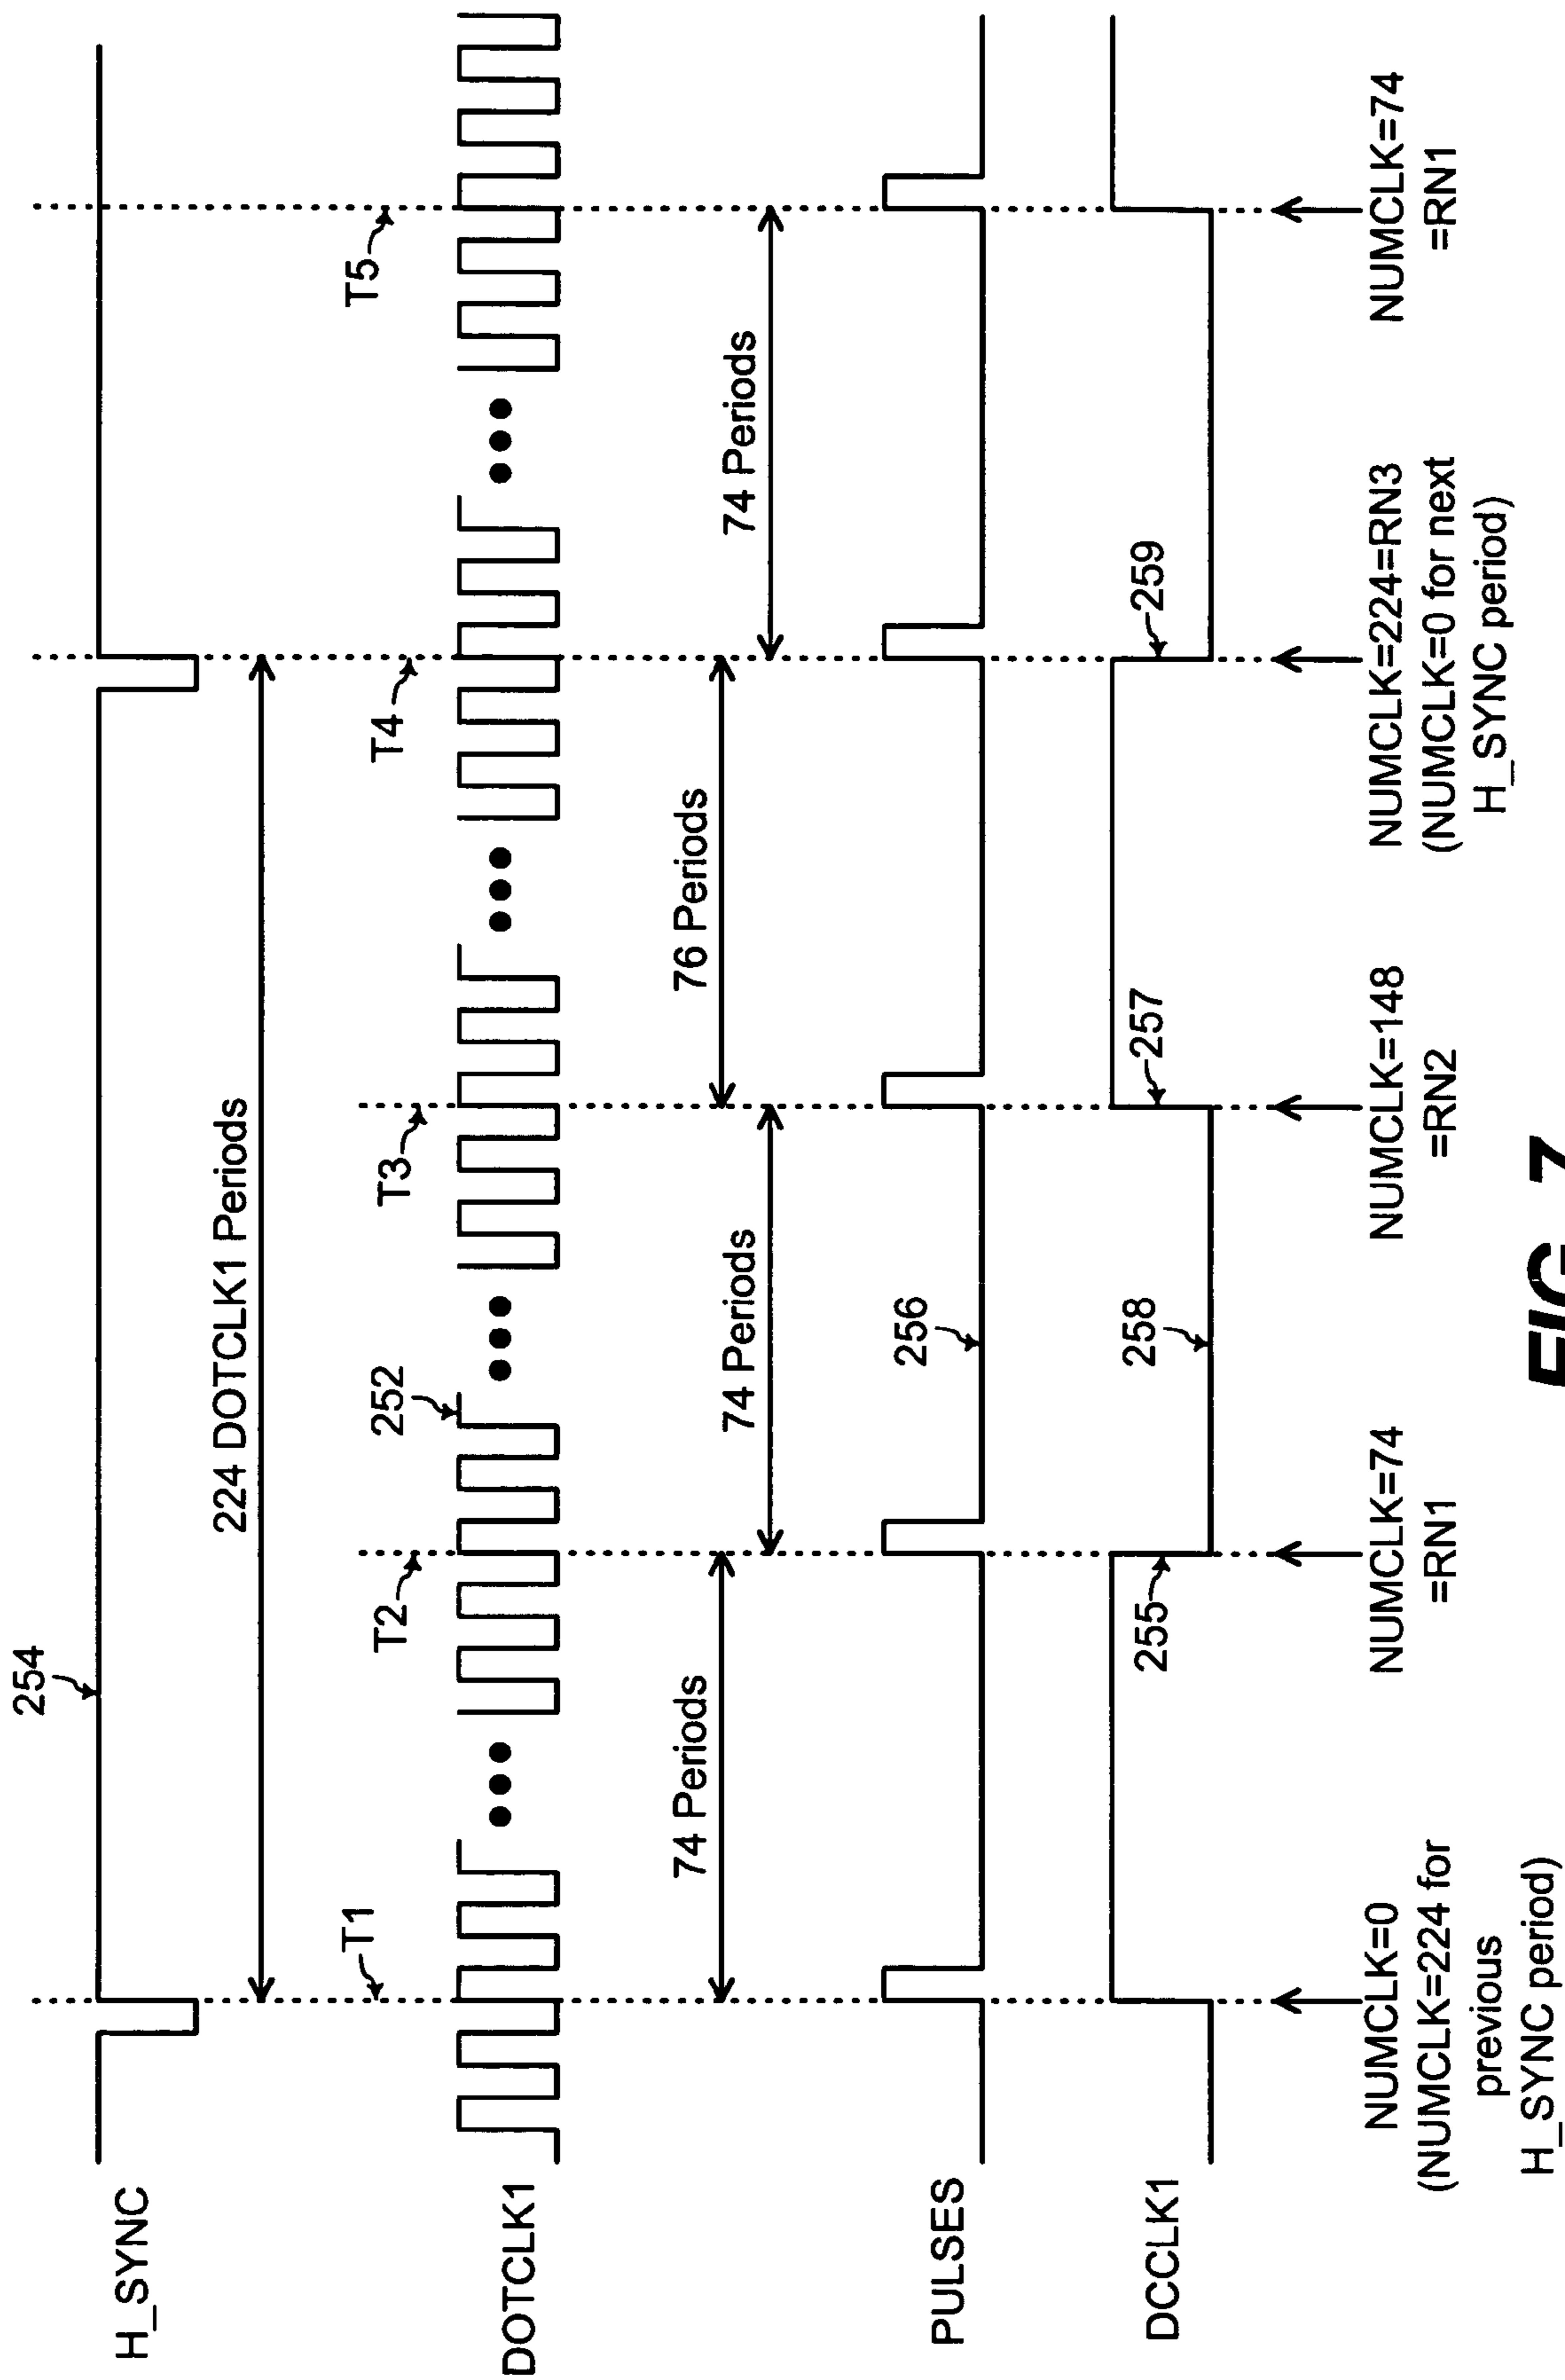 254
H_SYNC
224 DOTCLK1 Periods
T1
T2
T3
T4
T5
252
DOTCLK1
74 Periods
74 Periods
76 Periods
74 Periods
PULSES
256
DCCLK1
255
258
257
259
NUMCLK=0
(NUMCLK=224 for
previous
H_SYNC period)
NUMCLK=74
=RN1
NUMCLK=148
=RN2
NUMCLK=224=RN3
(NUMCLK=0 for next
H_SYNC period)
NUMCLK=74
=RN1
FIG. 7